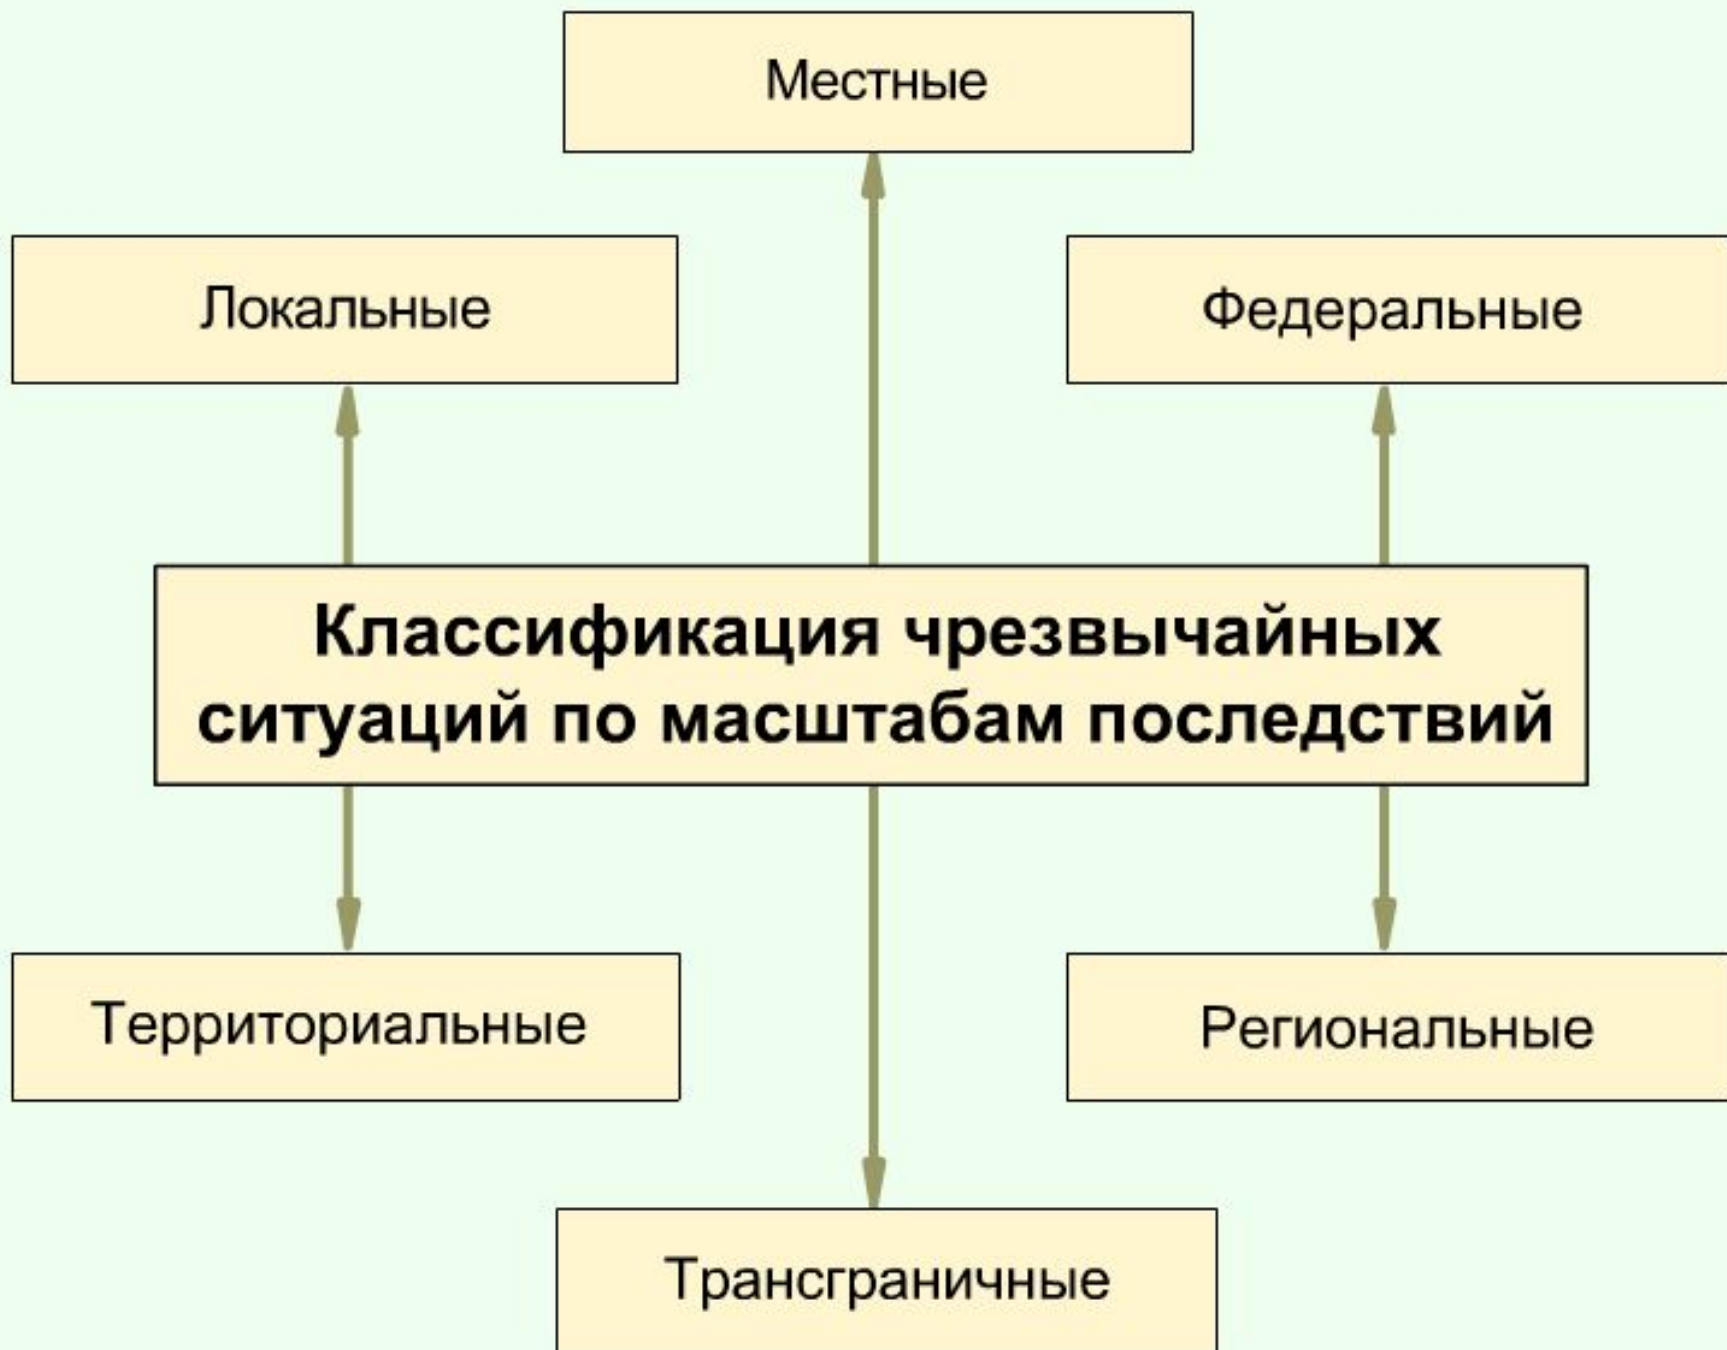 Местные
Локальные
Федеральные
Классификация чрезвычайных
ситуаций по масштабам последствий
Территориальные
Региональные
Трансграничные